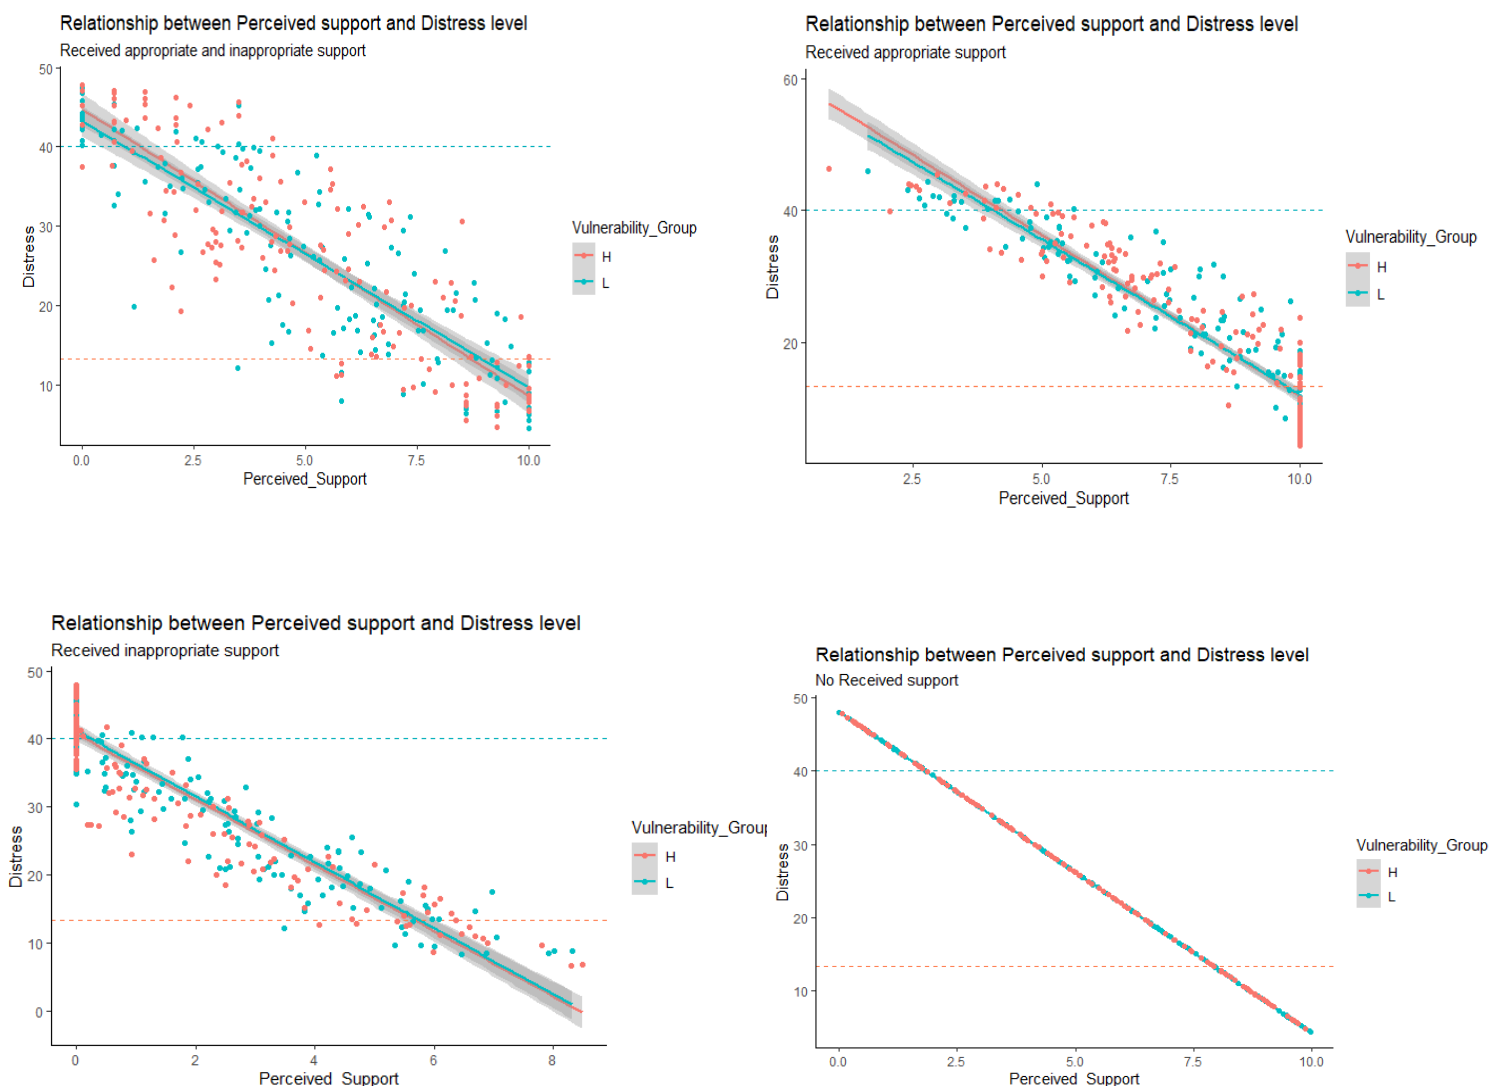 Relationship between Perceived support and Distress level
Received appropriate and inappropriate support
50
40
30
20
10
Distress
0.0 2.5 5.0 7.5 10.0
Perceived_Support
Vulnerability_Group
H
L
Relationship between Perceived support and Distress level
Received appropriate support
60
40
20
Distress
2.5 5.0 7.5 10.0
Perceived_Support
Vulnerability_Group
H
L
Relationship between Perceived support and Distress level
Received inappropriate support
50
40
30
20
10
0
Distress
0 2 4 6 8
Perceived_Support
Vulnerability_Group
H
L
Relationship between Perceived support and Distress level
No Received support
50
40
30
20
10
Distress
0.0 2.5 5.0 7.5 10.0
Perceived_Support
Vulnerability_Group
H
L